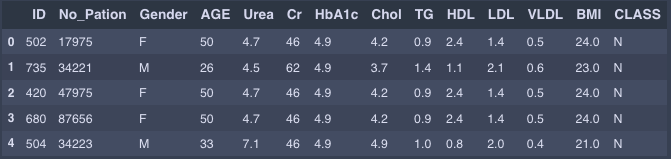 ID No_Pation Gender AGE Urea Cr HbA1c Chol TG HDL LDL VLDL BMI CLASS
0 502 17975 F 50 4.7 46 4.9 4.2 0.9 2.4 1.4 0.5 24.0 N
1 735 34221 M 26 4.5 62 4.9 3.7 1.4 1.1 2.1 0.6 23.0 N
2 420 47975 F 50 4.7 46 4.9 4.2 0.9 2.4 1.4 0.5 24.0 N
3 680 87656 F 50 4.7 46 4.9 4.2 0.9 2.4 1.4 0.5 24.0 N
4 504 34223 M 33 7.1 46 4.9 4.9 1.0 0.8 2.0 0.4 21.0 N